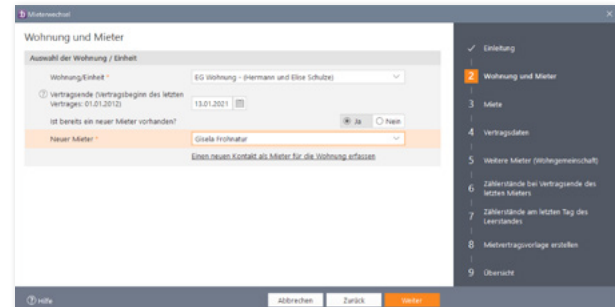 Mieterwechsel
Wohnung und Mieter
Auswahl der Wohnung / Einheit
Wohnung/Einheit *
EG Wohnung - (Hermann und Elise Schulze)
Vertragsende (Vertragsbeginn des letzten
Vertrages: 01.01.2012)
13.01.2021
Ist bereits ein neuer Mieter vorhanden?
Ja
Nein
Neuer Mieter *
Gisela Frohnatur
Einen neuen Kontakt als Mieter für die Wohnung erfassen
Einleitung
2 Wohnung und Mieter
3 Miete
4 Vertragsdaten
5 Weitere Mieter (Wohngemeinschaft)
6 Zählerstände bei Vertragsende des
letzten Mieters
7 Zählerstände am letzten Tag des
Leerstandes
8 Mietvertragsvorlage erstellen
9 Übersicht
Hilfe
Abbrechen
Zurück
Weiter